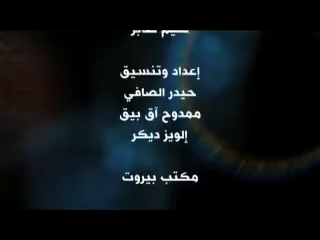 إعداد وتنسيق
حيدر الصافي
ممدوح آق بيق
إلويز ديكر
مكتب بيروت